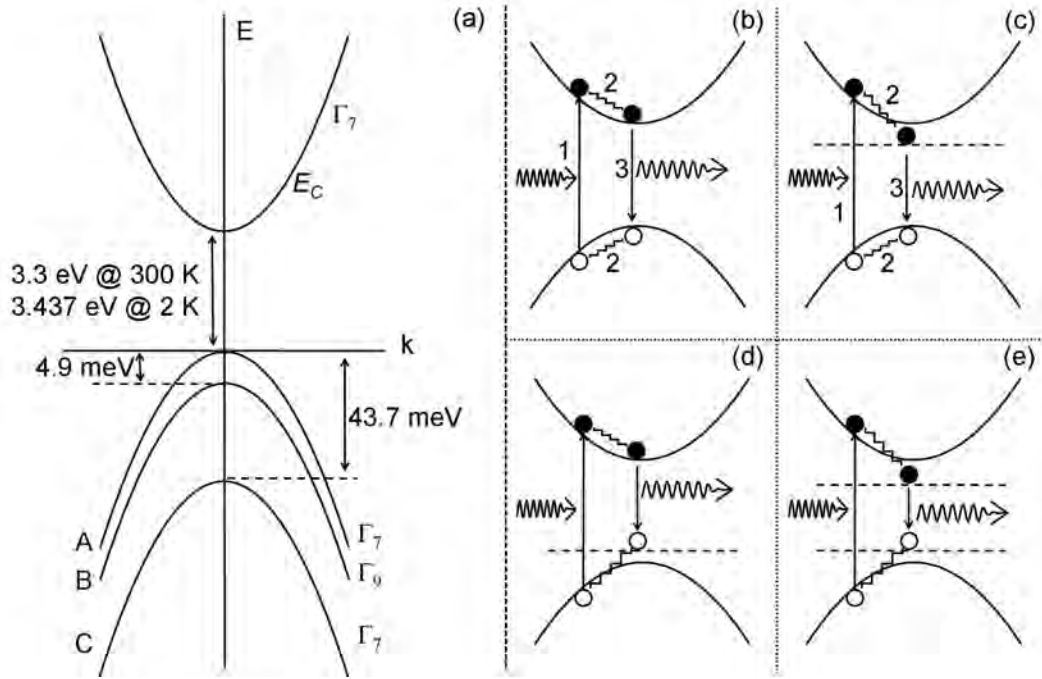 E
(a)
Γ7
EC
3.3 eV @ 300 K
3.437 eV @ 2 K
k
4.9 meV
43.7 meV
A
Γ7
B
Γ9
C
Γ7
(b)
2
1
3
2
(c)
2
3
1
2
(d)
(e)